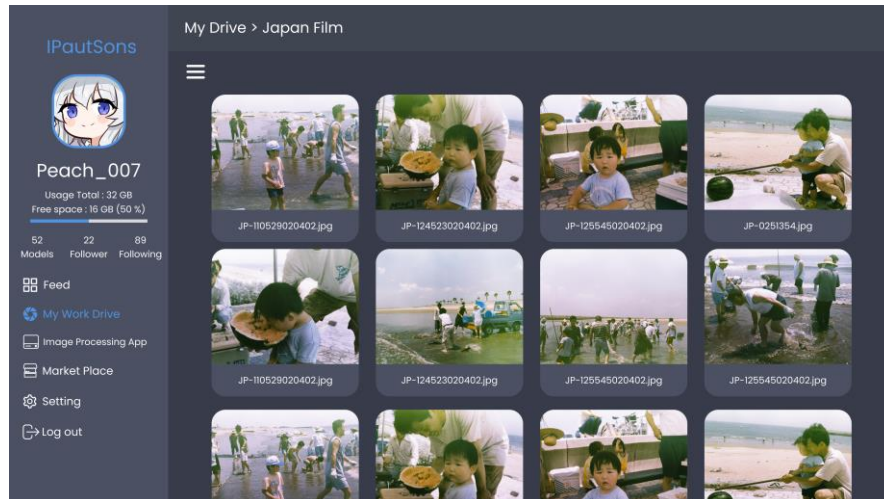 IPautSons
Peach_007
Usage Total : 32 GB
Free space : 16 GB (50 %)
52 22 89
Models Follower Following
Feed
My Work Drive
Image Processing App
Market Place
Setting
Log out
My Drive > Japan Film
JP-110529020402.jpg JP-124523020402.jpg JP-125545020402.jpg JP-0251354.jpg
JP-110529020402.jpg JP-124523020402.jpg JP-125545020402.jpg JP-125545020402.jpg